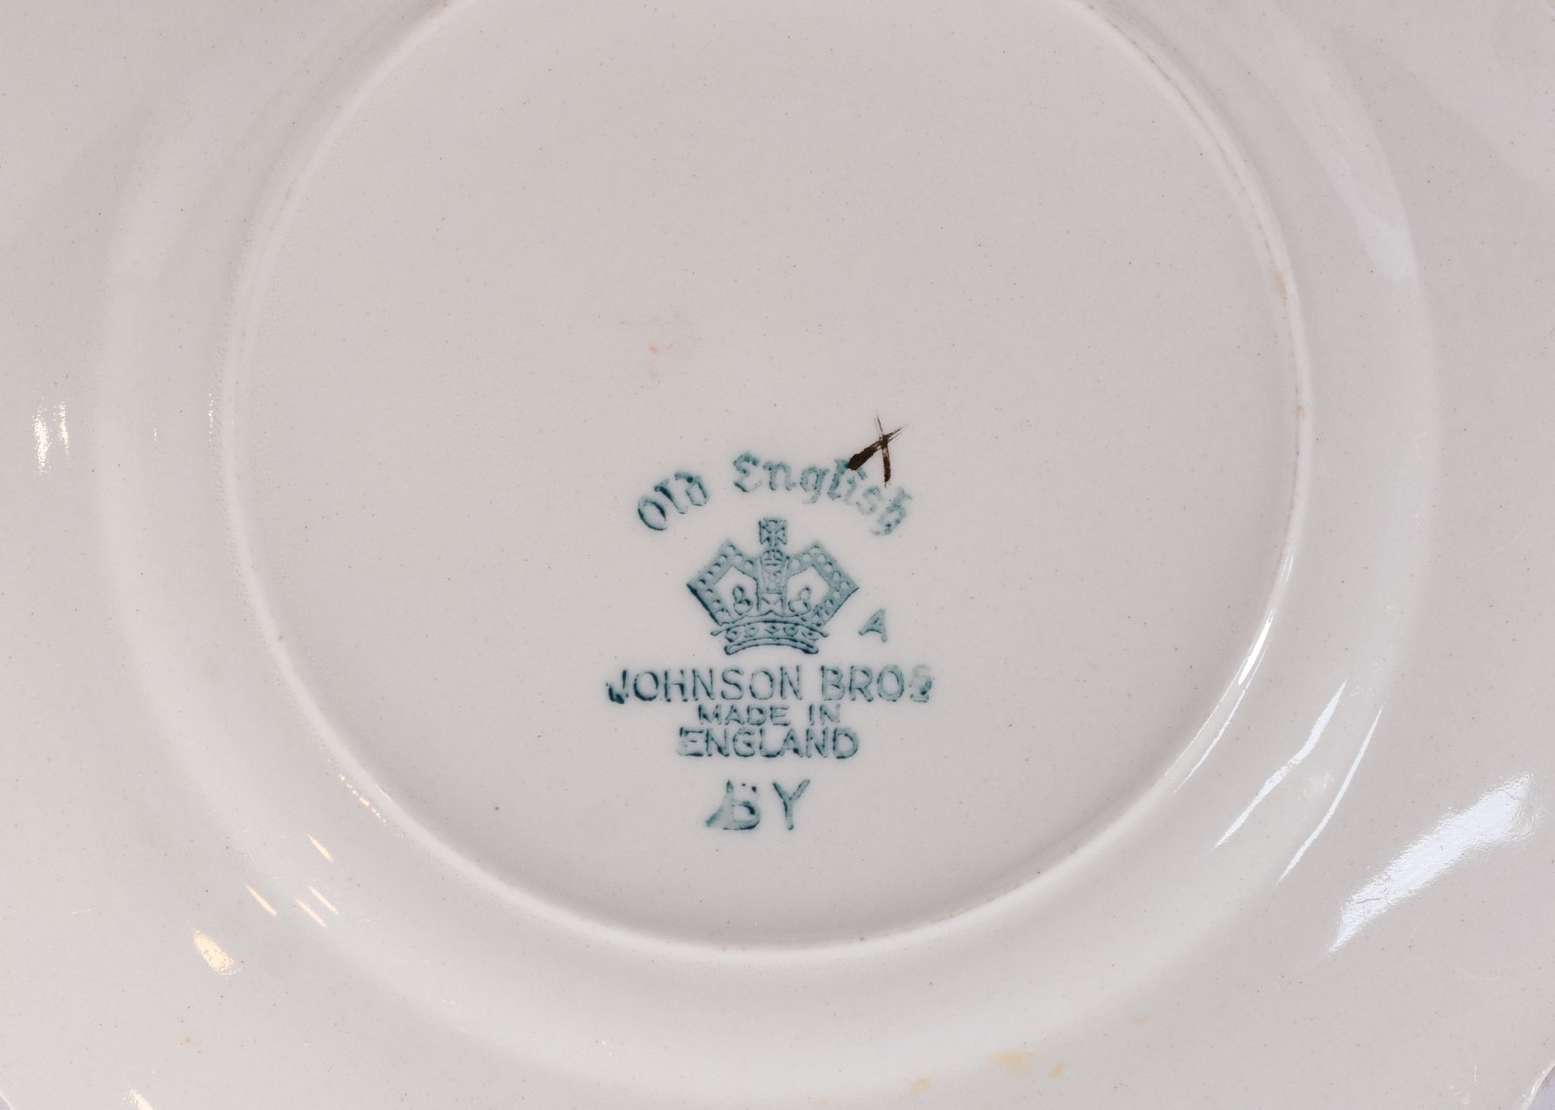 Old English
A
JOHNSON BROS
MADE IN
ENGLAND
BY